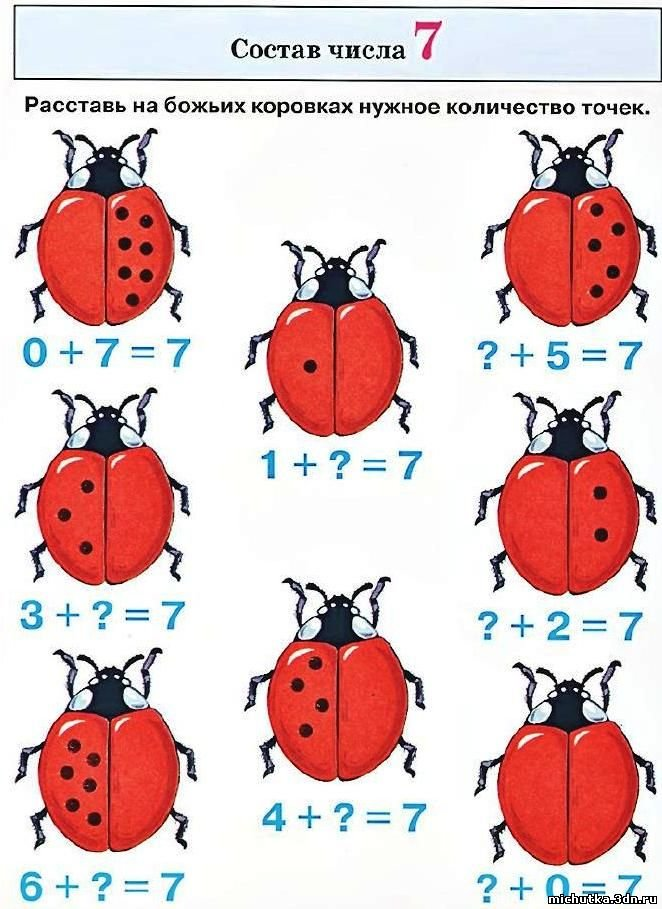 Состав числа 7
Расставь на божьих коровках нужное количество точек.
0 + 7 = 7
? + 5 = 7
1 + ? = 7
3 + ? = 7
? + 2 = 7
4 + ? = 7
6 + ? = 7
? + 0 = 7
michutka.3dn.ru